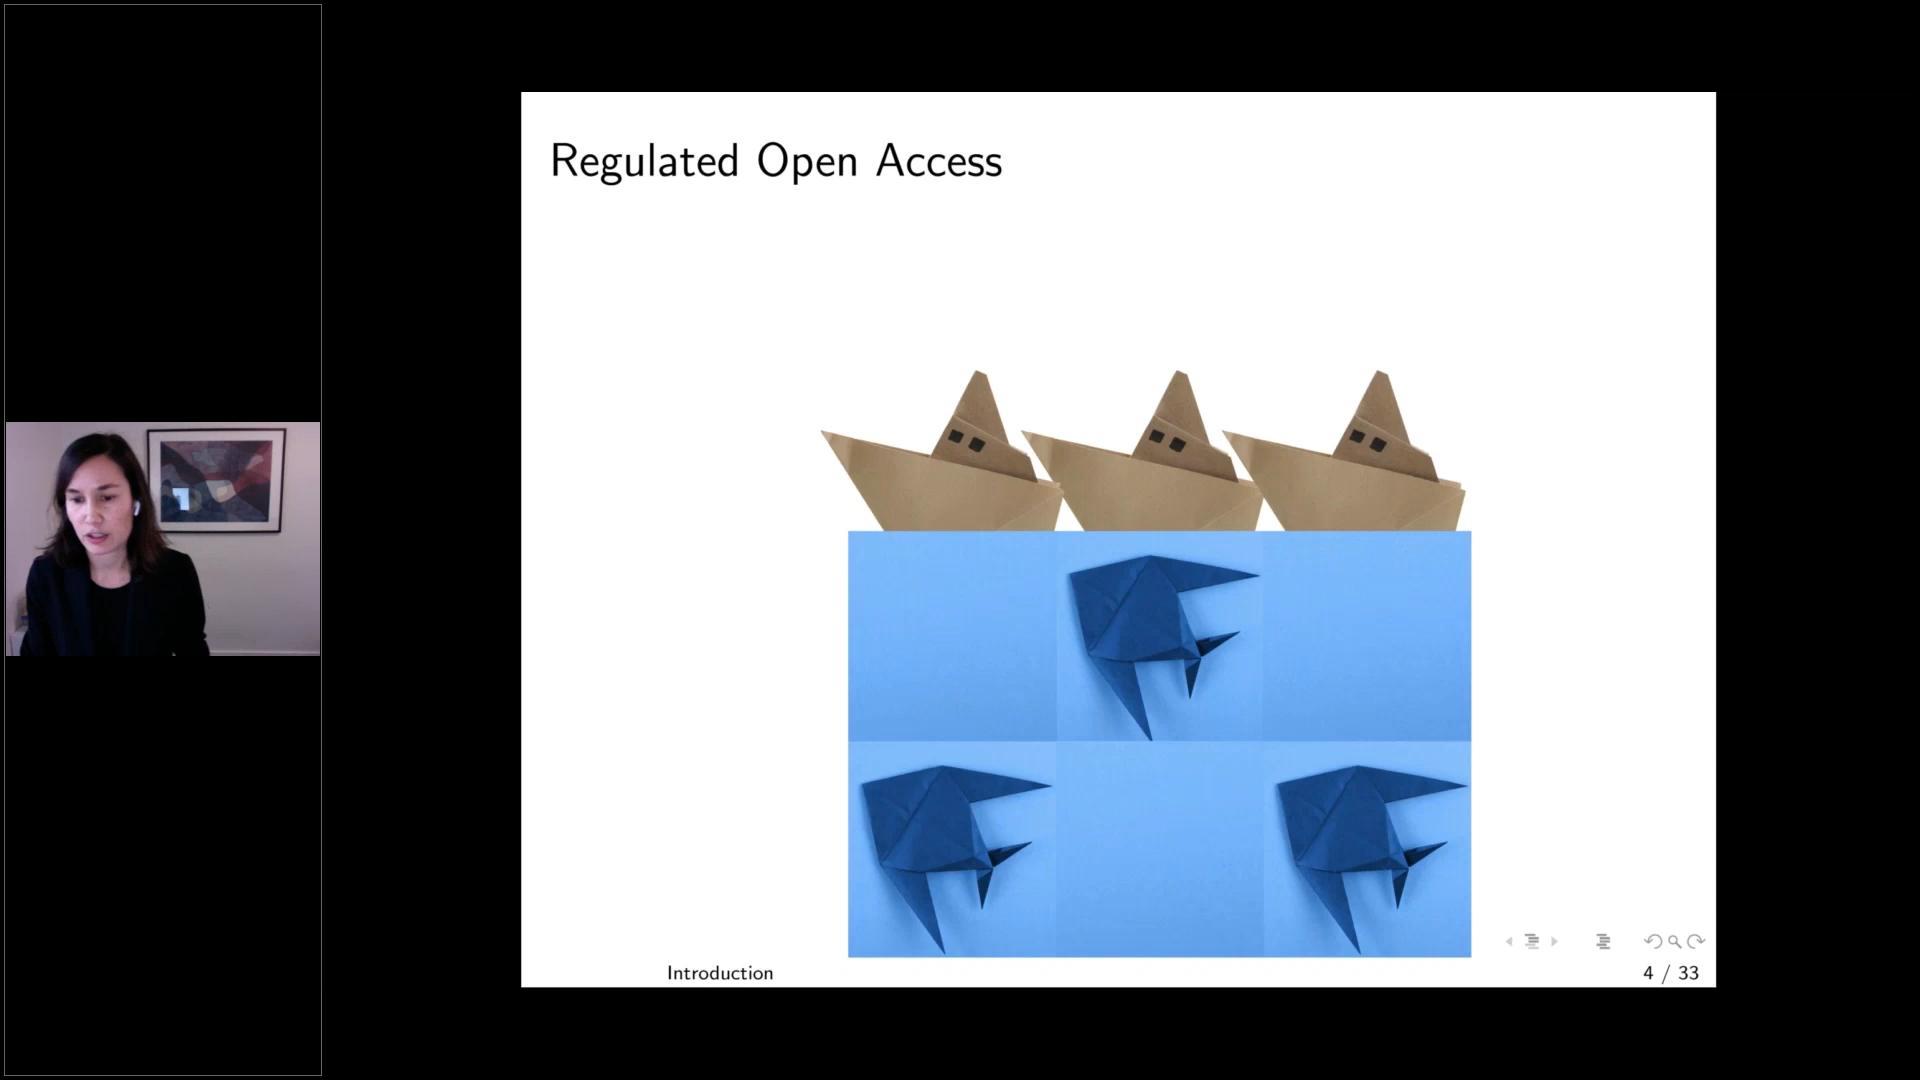 Regulated Open Access
Introduction
4 / 33